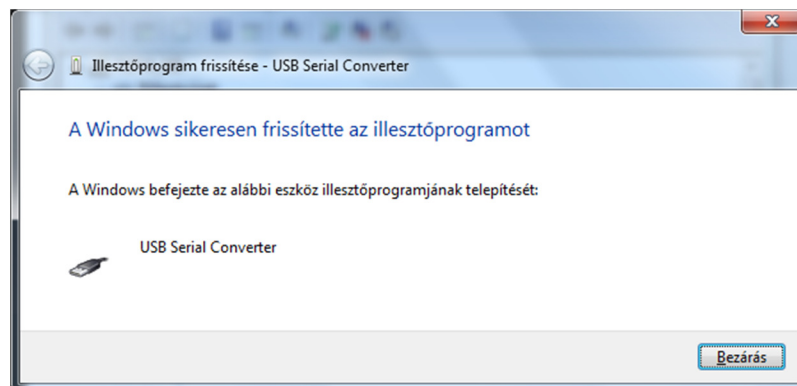 Illesztőprogram frissítése - USB Serial Converter
A Windows sikeresen frissítette az illesztőprogramot
A Windows befejezte az alábbi eszköz illesztőprogramjának telepítését:
USB Serial Converter
Bezárás